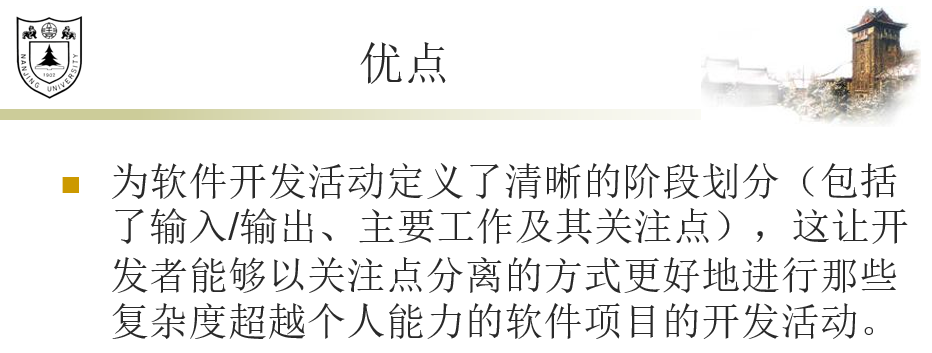 优点
NANJING UNIVERSITY
1902
为软件开发活动定义了清晰的阶段划分（包括
了输入/输出、主要工作及其关注点），这让开
发者能够以关注点分离的方式更好地进行那些
复杂度超越个人能力的软件项目的开发活动。